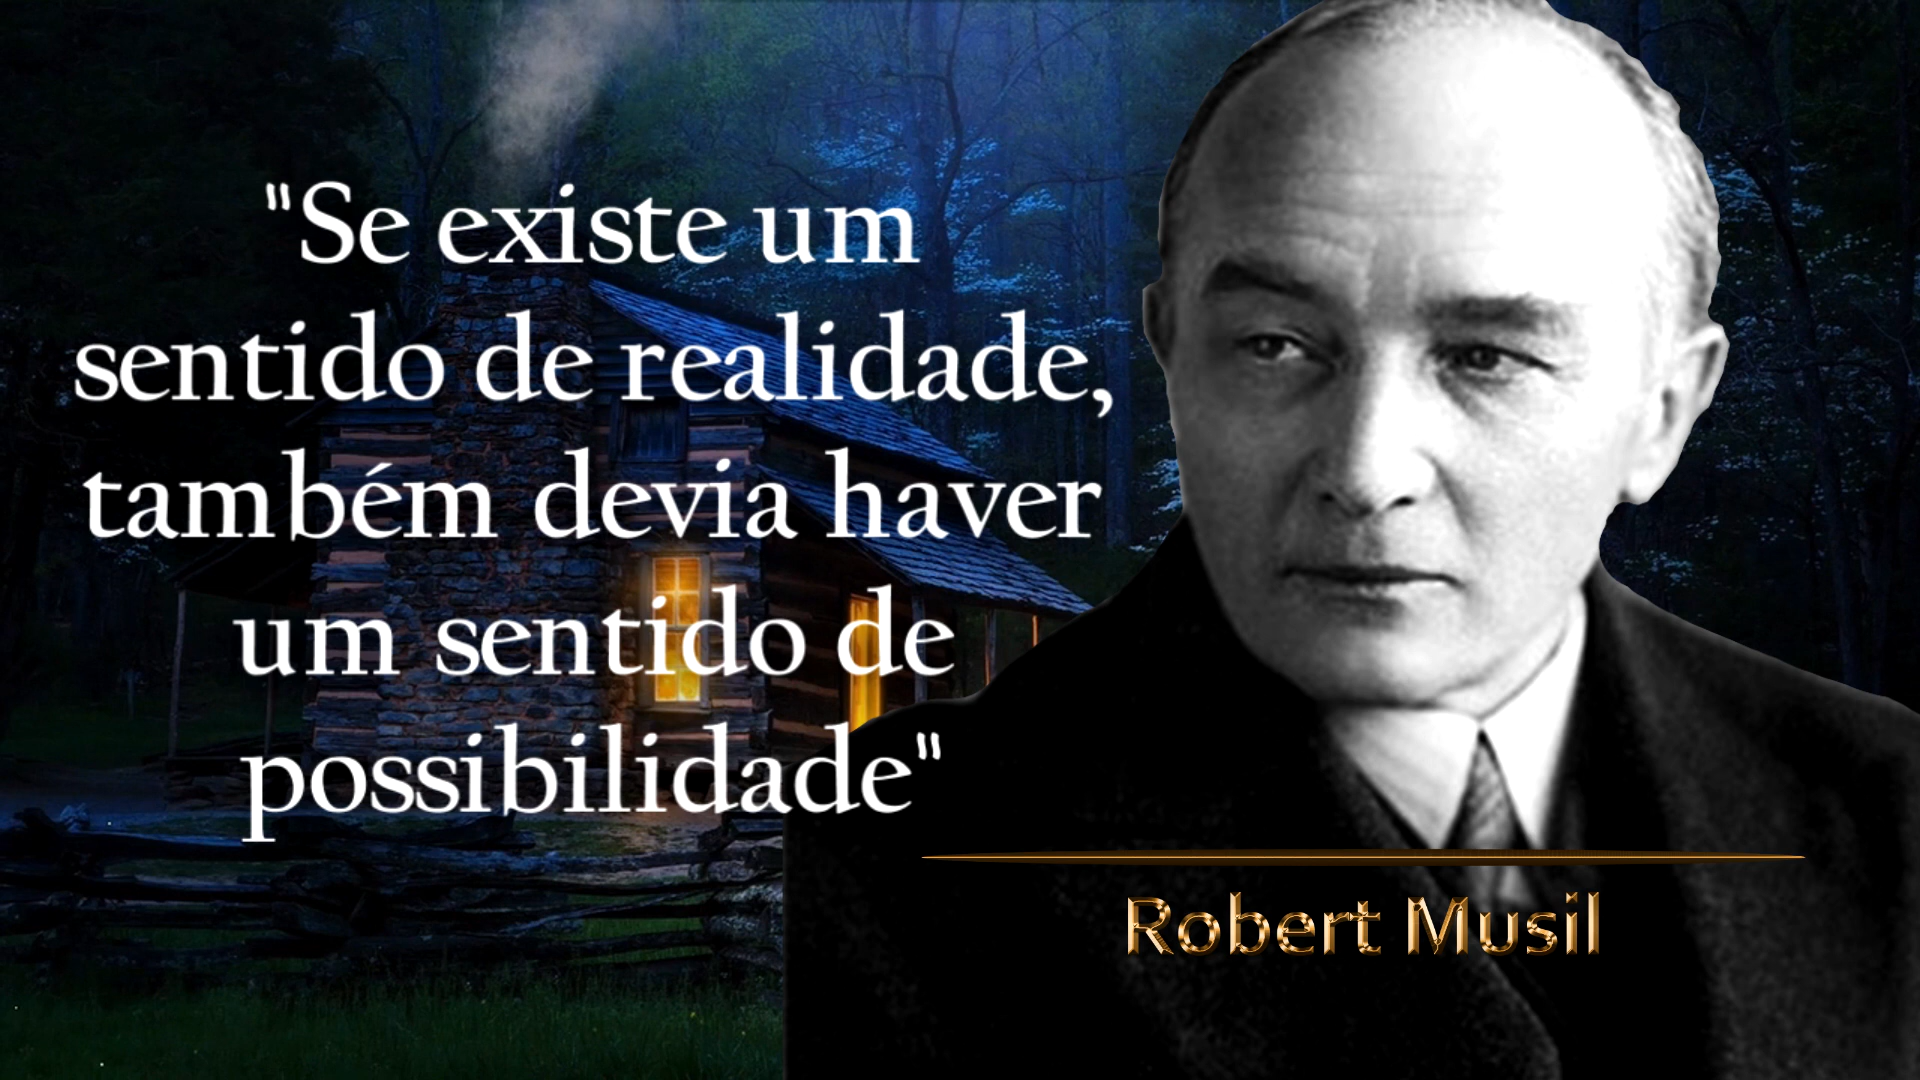 "Se existe um
sentido de realidade,
também devia haver
um sentido de
possibilidade"
Robert Musil